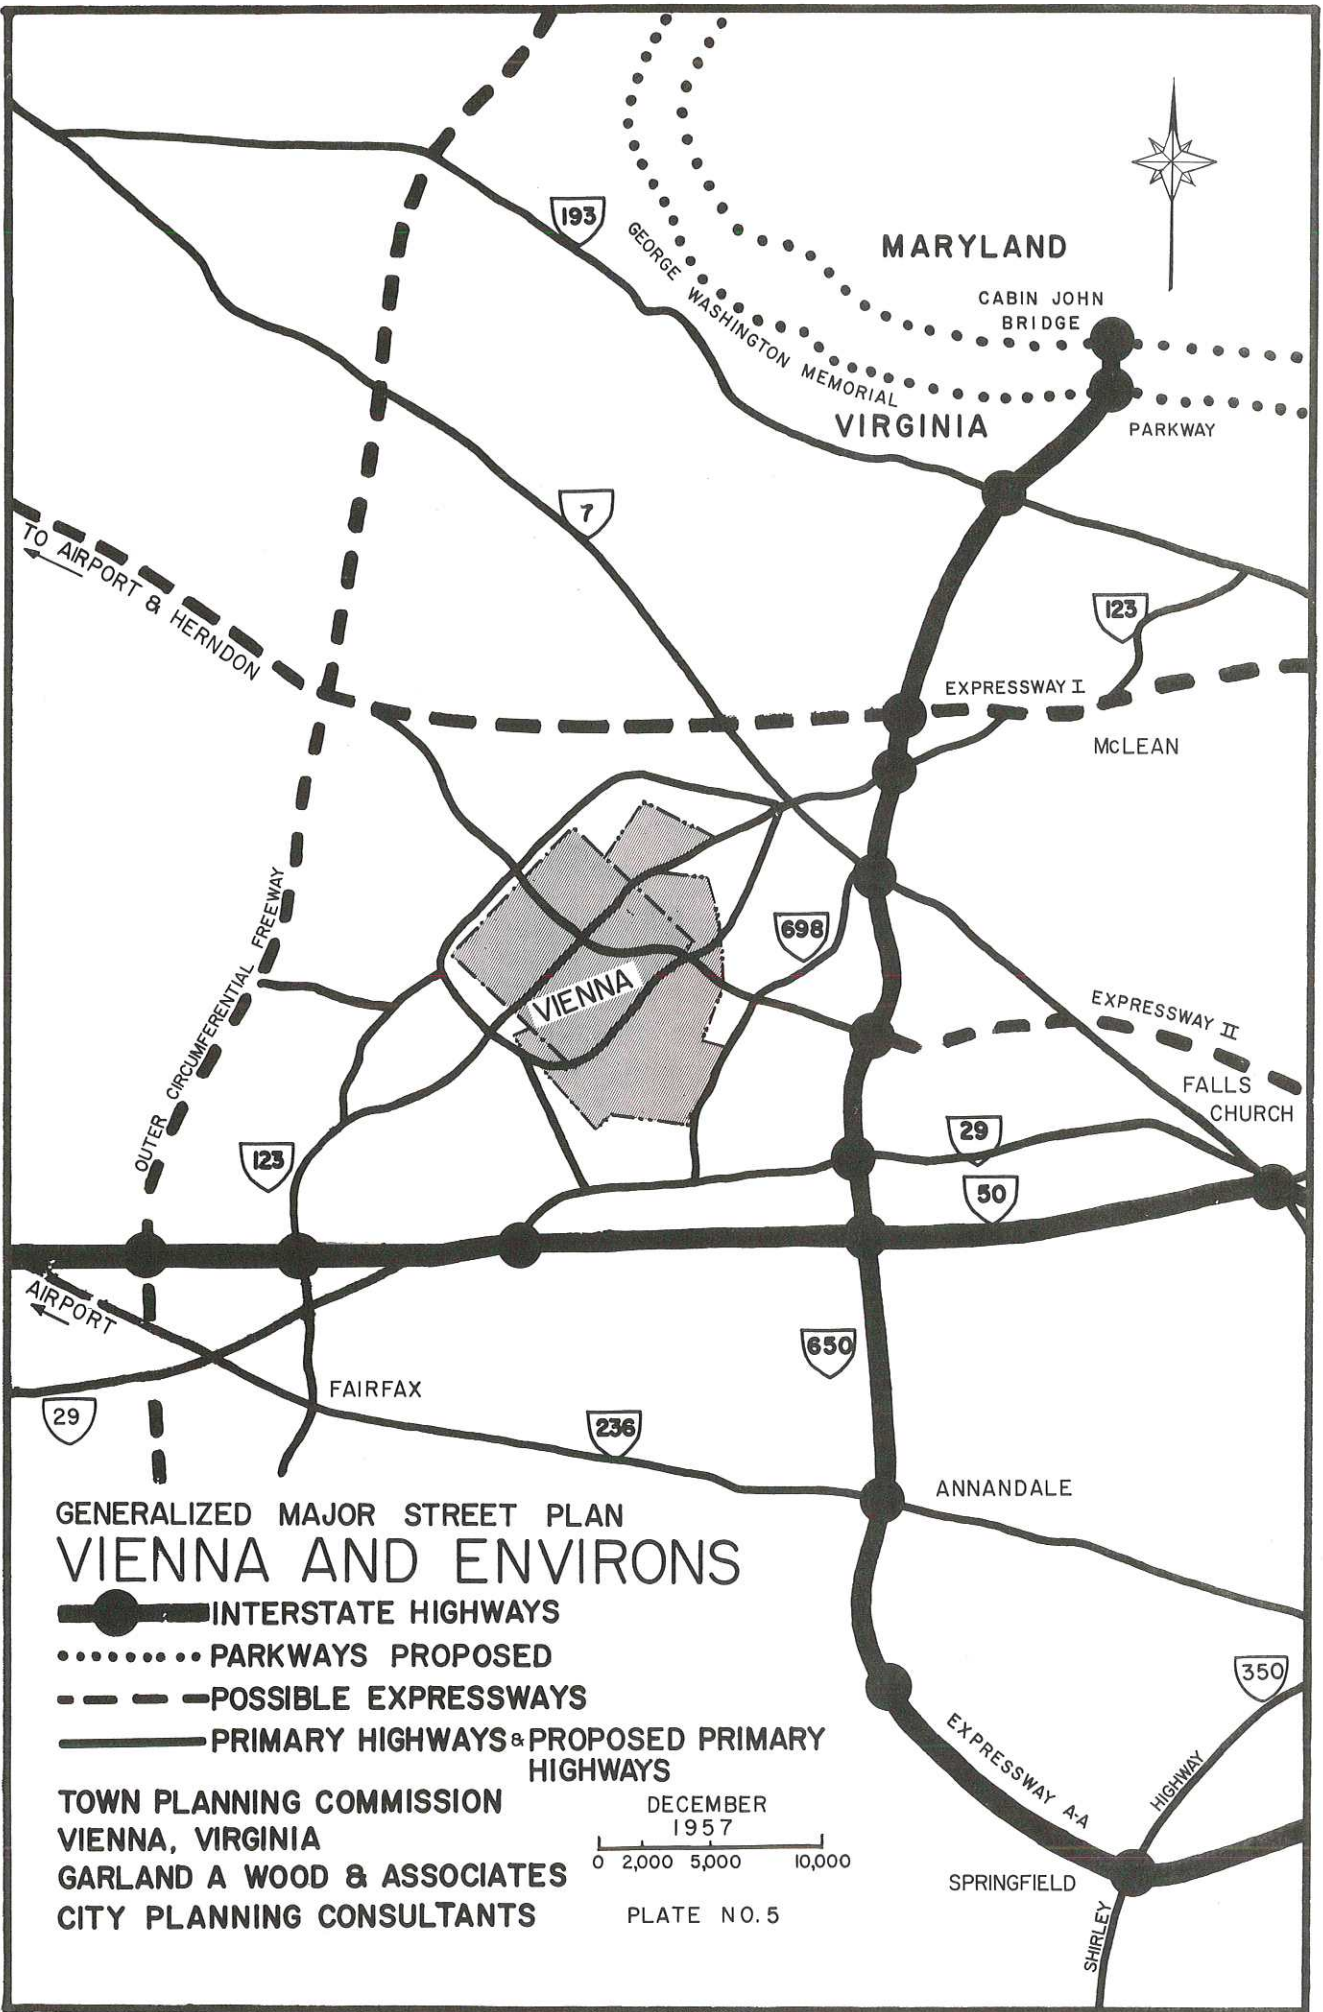 193
MARYLAND
CABIN JOHN
BRIDGE
GEORGE WASHINGTON MEMORIAL
PARKWAY
VIRGINIA
7
TO AIRPORT & HERNDON
123
EXPRESSWAY I
McLEAN
OUTER CIRCUMFERENTIAL FREEWAY
698
VIENNA
EXPRESSWAY II
FALLS
CHURCH
29
123
50
AIRPORT
650
FAIRFAX
29
236
ANNANDALE
GENERALIZED MAJOR STREET PLAN
VIENNA AND ENVIRONS
INTERSTATE HIGHWAYS
PARKWAYS PROPOSED
POSSIBLE EXPRESSWAYS
PRIMARY HIGHWAYS & PROPOSED PRIMARY
HIGHWAYS
TOWN PLANNING COMMISSION
VIENNA, VIRGINIA
GARLAND A WOOD & ASSOCIATES
CITY PLANNING CONSULTANTS
DECEMBER
1957
0 2,000 5,000 10,000
PLATE NO. 5
350
EXPRESSWAY A-A
SHIRLEY HIGHWAY
SPRINGFIELD